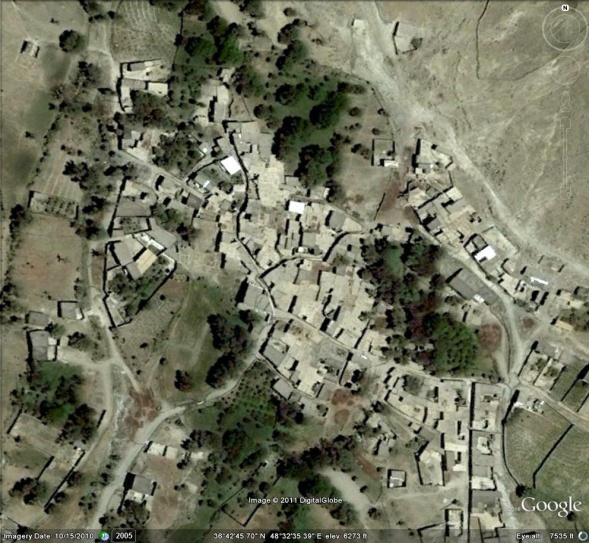 N
Image © 2011 DigitalGlobe
Google
Imagery Date: 10/15/2010 2005 36°42'45.70" N 48°32'35.39" E elev 6273 ft Eye alt 7535 ft